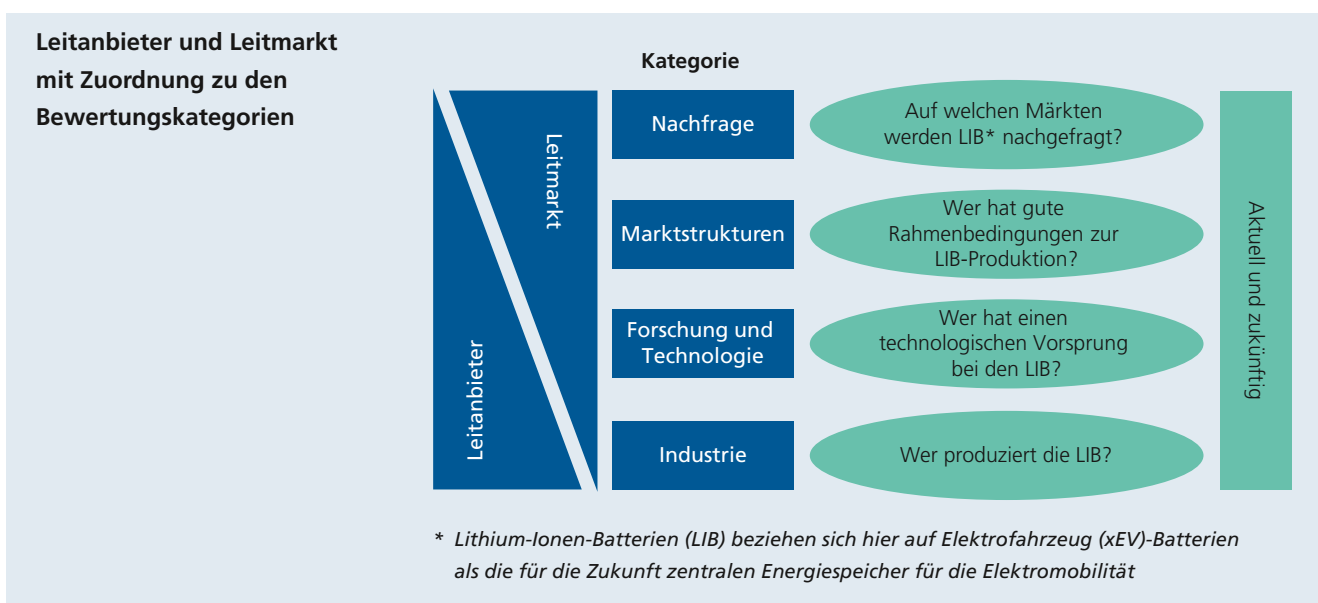 Leitanbieter und Leitmarkt
mit Zuordnung zu den
Bewertungskategorien
Kategorie
Leitmarkt
Leitanbieter
Nachfrage
Auf welchen Märkten
werden LIB* nachgefragt?
Marktstrukturen
Wer hat gute
Rahmenbedingungen zur
LIB-Produktion?
Forschung und
Technologie
Wer hat einen
technologischen Vorsprung
bei den LIB?
Industrie
Wer produziert die LIB?
Aktuell und zukünftig
* Lithium-Ionen-Batterien (LIB) beziehen sich hier auf Elektrofahrzeug (xEV)-Batterien
als die für die Zukunft zentralen Energiespeicher für die Elektromobilität